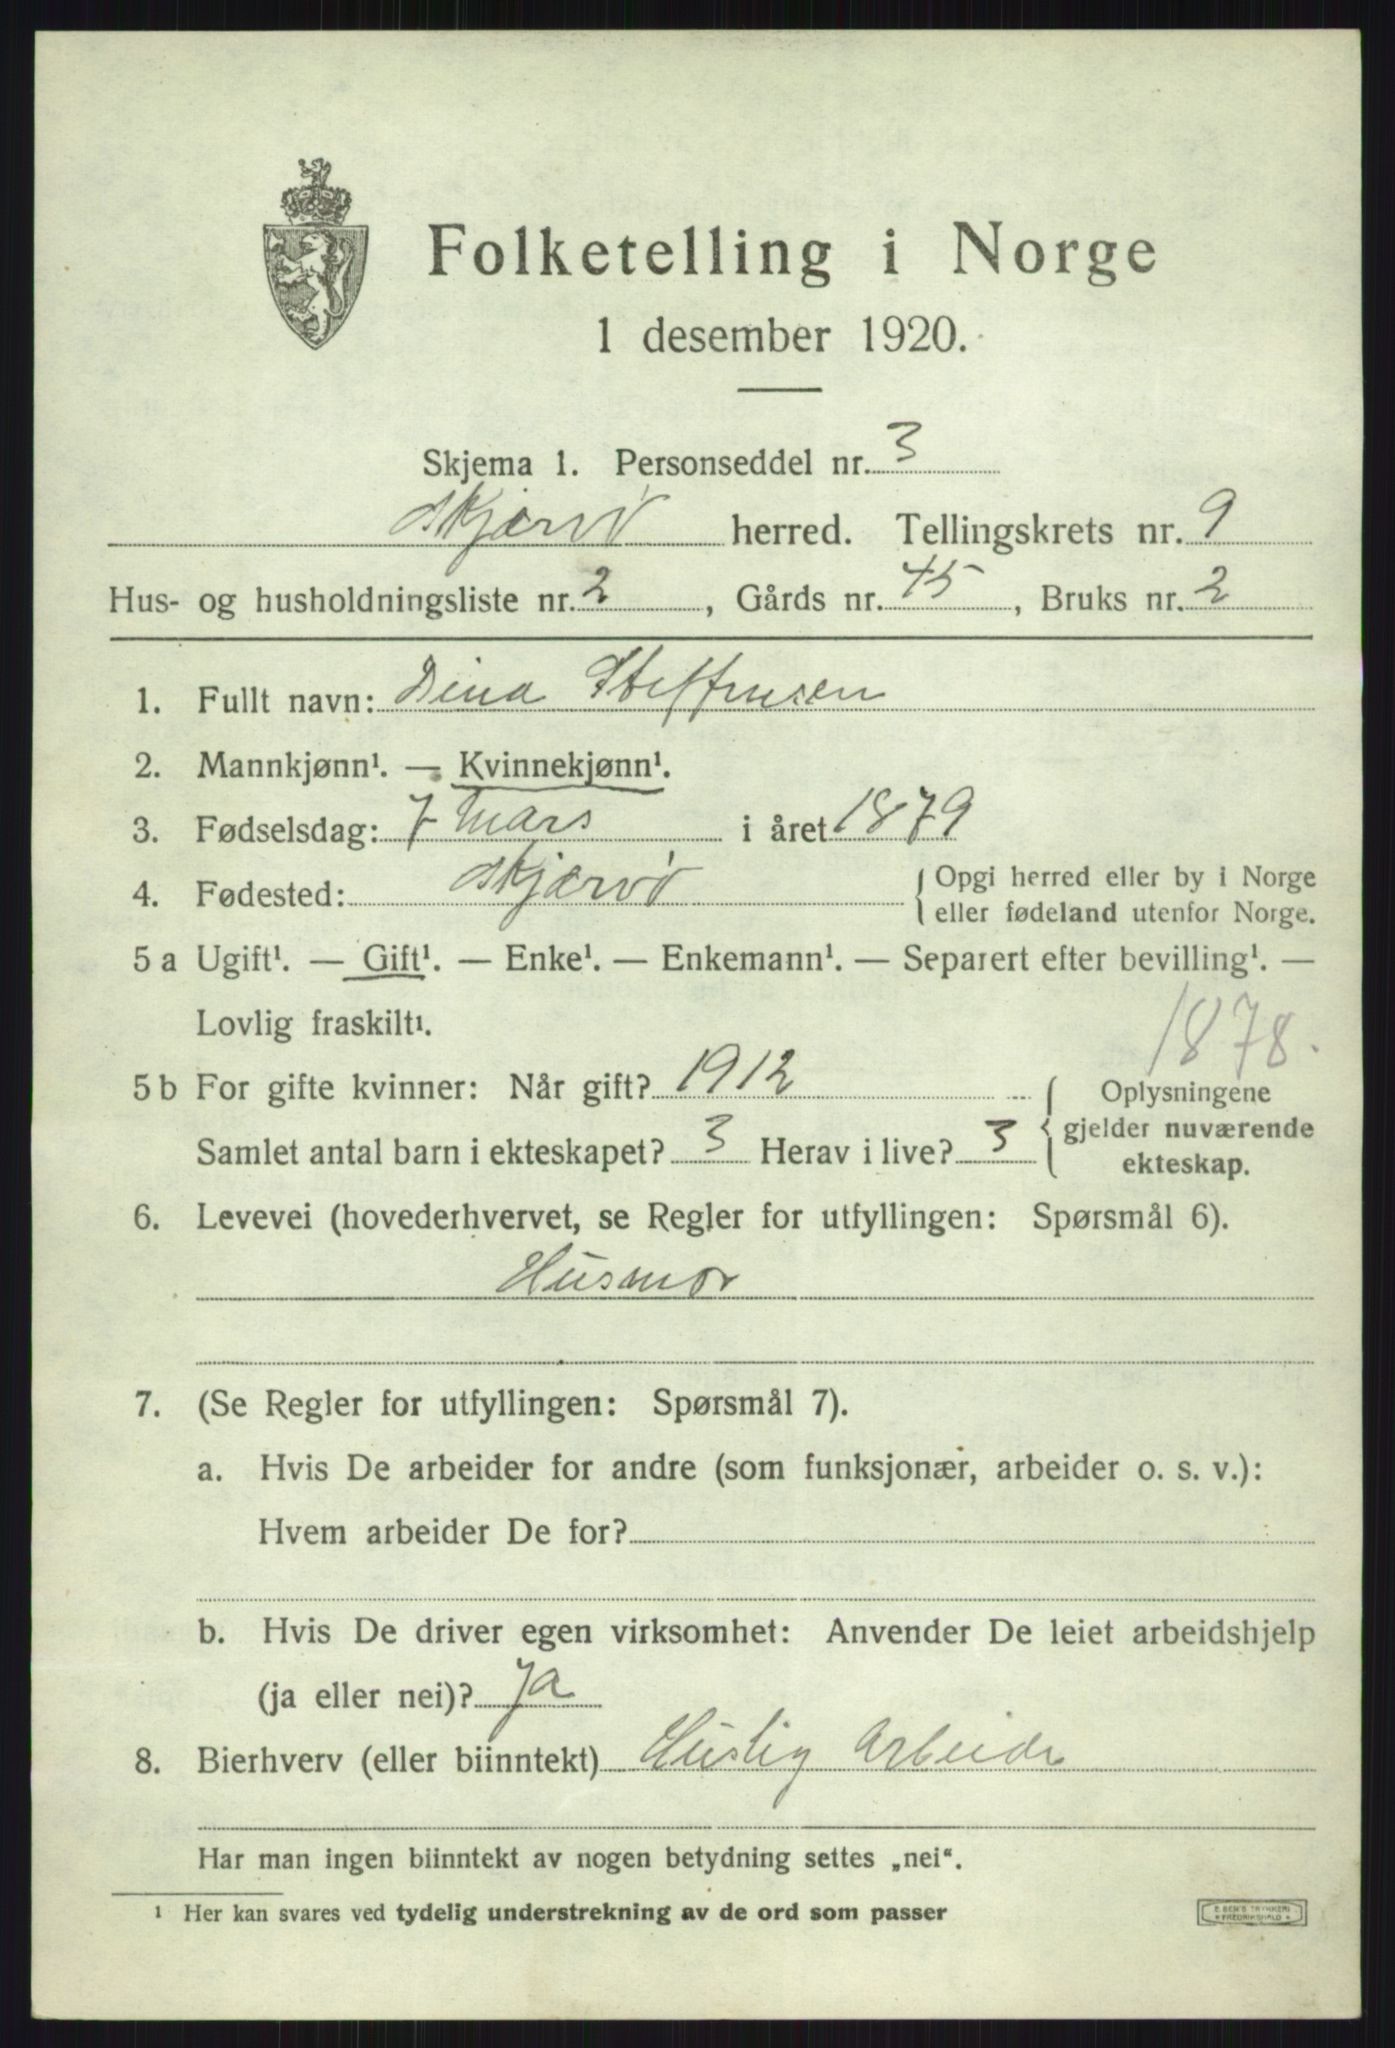 Folketelling i Norge
1 desember 1920.
Skjema 1. Personseddel nr. 3
Skjærvø herred. Tellingskrets nr. 9
Hus- og husholdningsliste nr. 2, Gårds nr. 45, Bruks nr. 2
1. Fullt navn: Dina Steffensen
2. Mannkjønn¹. — Kvinnekjønn¹.
3. Fødselsdag: 7 Mars i året 1879
4. Fødested: Skjærvø { Opgi herred eller by i Norge
eller fødeland utenfor Norge.
5 a Ugift¹. — Gift¹. — Enke¹. — Enkemann¹. — Separert efter bevilling¹. —
Lovlig fraskilt¹.
1878.
5 b For gifte kvinner: Når gift? 1912
Samlet antal barn i ekteskapet? 3 Herav i live? 3
{ Oplysningene
gjelder nuværende
ekteskap.
6. Levevei (hovederhvervet, se Regler for utfyllingen: Spørsmål 6).
Husmor
7. (Se Regler for utfyllingen: Spørsmål 7).
a. Hvis De arbeider for andre (som funksjonær, arbeider o. s. v.):
Hvem arbeider De for?
b. Hvis De driver egen virksomhet: Anvender De leiet arbeidshjelp
(ja eller nei)? Ja
8. Bierhverv (eller biinntekt) Huslig Arbeide
Har man ingen biinntekt av nogen betydning settes „nei“.
¹ Her kan svares ved tydelig understrekning av de ord som passer